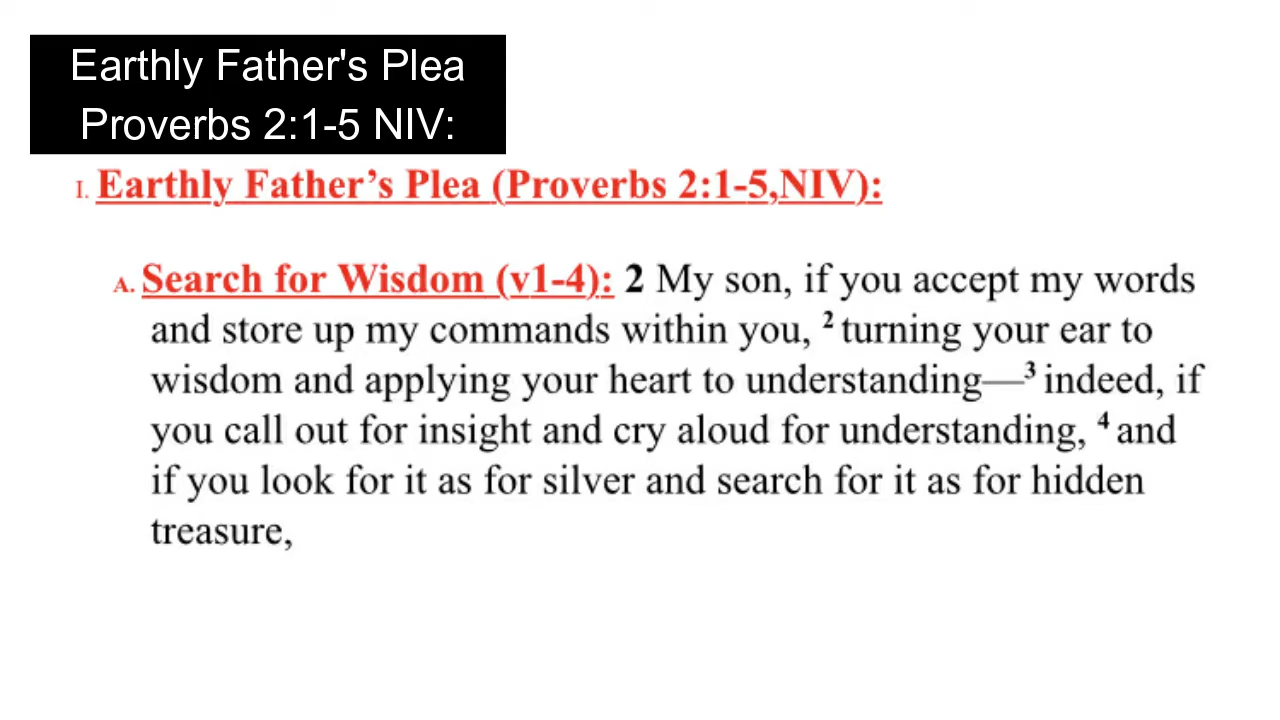 Earthly Father's Plea
Proverbs 2:1-5 NIV:
I. Earthly Father’s Plea (Proverbs 2:1-5,NIV):
A. Search for Wisdom (v1-4): 2 My son, if you accept my words
and store up my commands within you, ² turning your ear to
wisdom and applying your heart to understanding—³ indeed, if
you call out for insight and cry aloud for understanding, ⁴ and
if you look for it as for silver and search for it as for hidden
treasure,